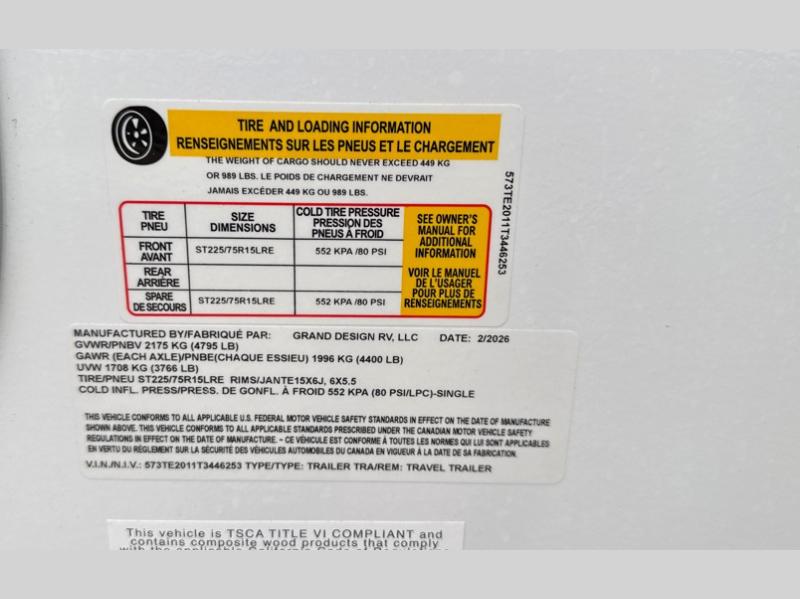 TIRE AND LOADING INFORMATION
RENSEIGNEMENTS SUR LES PNEUS ET LE CHARGEMENT
THE WEIGHT OF CARGO SHOULD NEVER EXCEED 449 KG
OR 989 LBS. LE POIDS DE CHARGEMENT NE DEVRAIT
JAMAIS EXCÉDER 449 KG OU 989 LBS.
573TE2011T3446253
TIRE
PNEU
SIZE
DIMENSIONS
COLD TIRE PRESSURE
PRESSION DES
PNEUS À FROID
FRONT
AVANT
ST225/75R15LRE
552 KPA /80 PSI
REAR
ARRIÈRE
SPARE
DE SECOURS
ST225/75R15LRE
552 KPA /80 PSI
SEE OWNER'S
MANUAL FOR
ADDITIONAL
INFORMATION
VOIR LE MANUEL
DE L'USAGER
POUR PLUS DE
RENSEIGNEMENTS
MANUFACTURED BY/FABRIQUÉ PAR: GRAND DESIGN RV, LLC DATE: 2/2026
GVWR/PNBV 2175 KG (4795 LB)
GAWR (EACH AXLE)/PNBE(CHAQUE ESSIEU) 1996 KG (4400 LB)
UVW 1708 KG (3766 LB)
TIRE/PNEU ST225/75R15LRE RIMS/JANTE15X6J, 6X5.5
COLD INFL. PRESS/PRESS. DE GONFL. À FROID 552 KPA (80 PSI/LPC)-SINGLE
THIS VEHICLE CONFORMS TO ALL APPLICABLE U.S. FEDERAL MOTOR VEHICLE SAFETY STANDARDS IN EFFECT ON THE DATE OF MANUFACTURE
SHOWN ABOVE. THIS VEHICLE CONFORMS TO ALL APPLICABLE STANDARDS PRESCRIBED UNDER THE CANADIAN MOTOR VEHICLE SAFETY
REGULATIONS IN EFFECT ON THE DATE OF MANUFACTURE. - CE VÉHICULE EST CONFORME À TOUTES LES NORMES QUI LUI SONT APPLICABLES
EN VERTU DU RÈGLEMENT SUR LA SÉCURITÉ DES VÉHICULES AUTOMOBILES DU CANADA EN VIGUEUR À LA DATE DE SA FABRICATION.
V.I.N./N.I.V.: 573TE2011T3446253 TYPE/TYPE: TRAILER TRA/REM: TRAVEL TRAILER
This vehicle is TSCA TITLE VI COMPLIANT and
contains composite wood products that comply
with the applicable California Code of